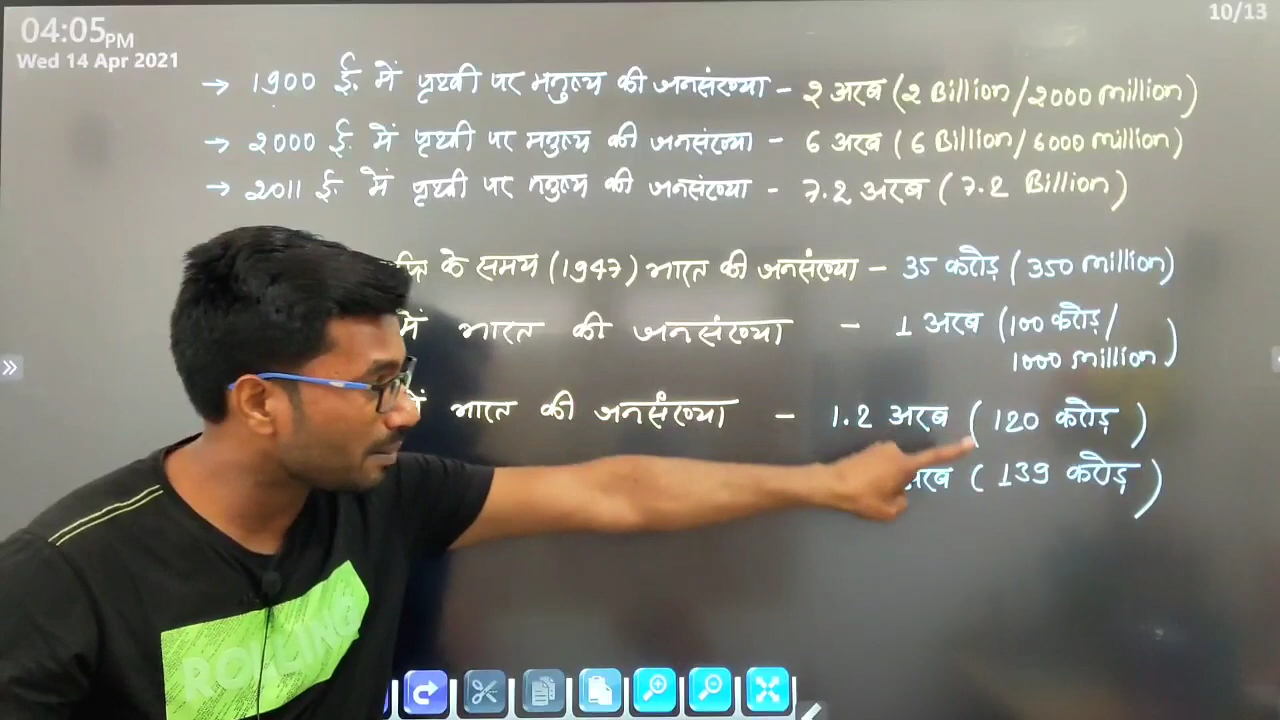 04:05 PM
Wed 14 Apr 2021
10/13
→ 1900 ई. में पृथ्वी पर मनुष्य की जनसंख्या - 2 अरब (2 Billion/2000 million)
→ 2000 ई. में पृथ्वी पर मनुष्य की जनसंख्या - 6 अरब (6 Billion/6000 million)
→ 2011 ई. में पृथ्वी पर मनुष्य की जनसंख्या - 7.2 अरब (7.2 Billion)
के समय (1947) भारत की जनसंख्या - 35 करोड़ (350 million)
में भारत की जनसंख्या - 1 अरब (100 करोड़/
1000 million)
भारत की जनसंख्या - 1.2 अरब (120 करोड़)
अरब (139 करोड़)
ROLLING